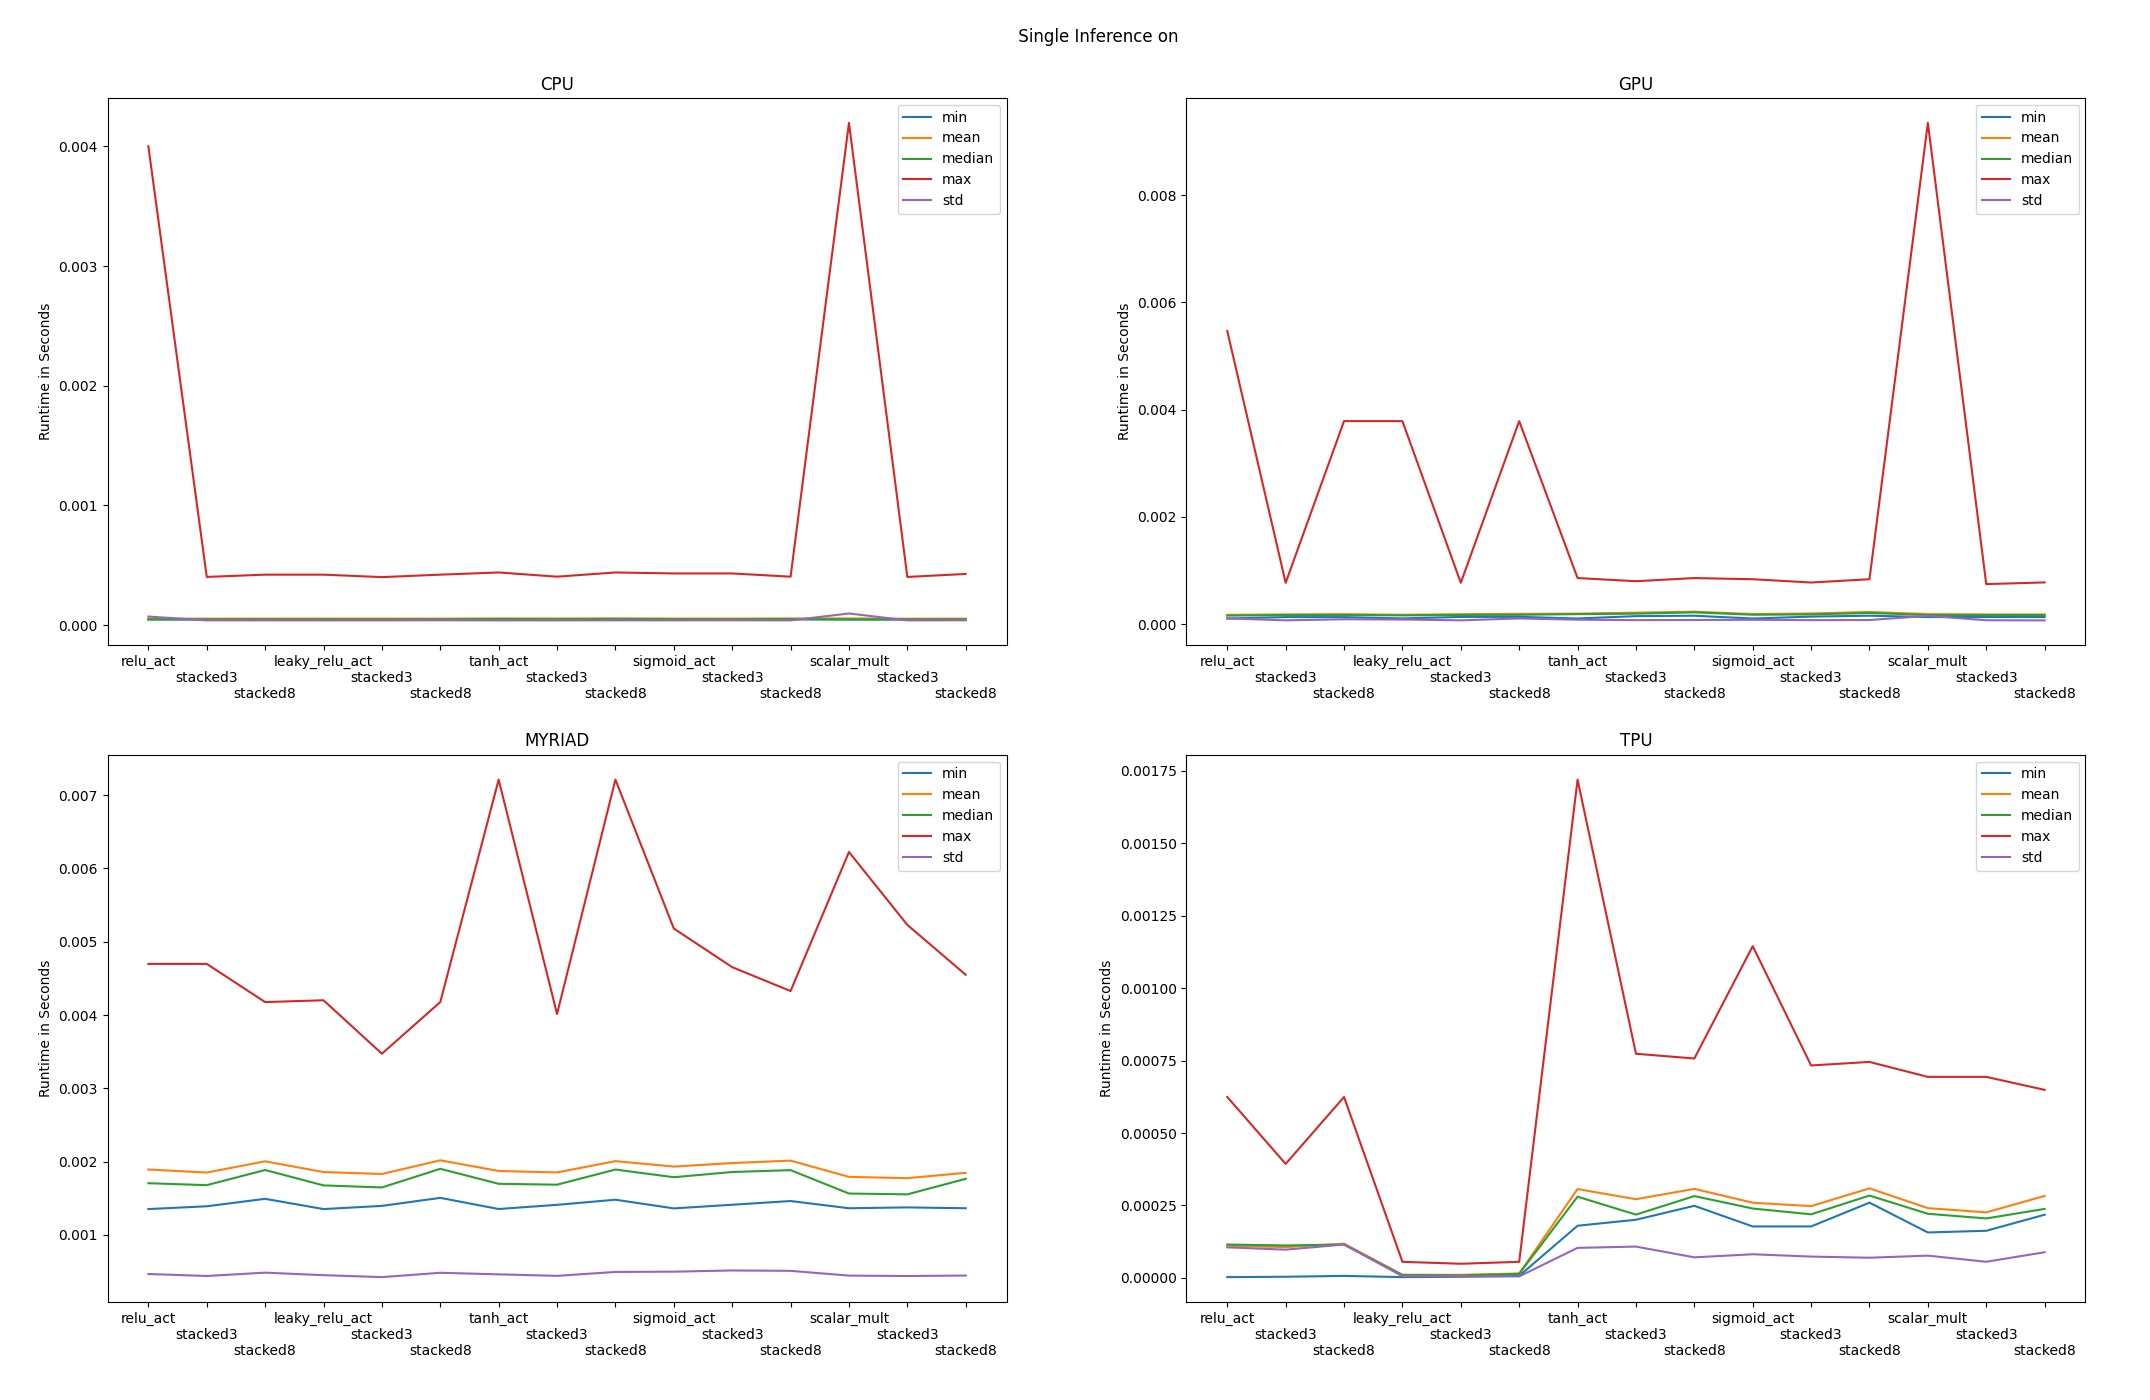 Single Inference on
CPU
Runtime in Seconds
0.004
0.003
0.002
0.001
0.000
min
mean
median
max
std
relu_act
stacked3
stacked8
leaky_relu_act
stacked3
stacked8
tanh_act
stacked3
stacked8
sigmoid_act
stacked3
stacked8
scalar_mult
stacked3
stacked8
GPU
Runtime in Seconds
0.008
0.006
0.004
0.002
0.000
min
mean
median
max
std
relu_act
stacked3
stacked8
leaky_relu_act
stacked3
stacked8
tanh_act
stacked3
stacked8
sigmoid_act
stacked3
stacked8
scalar_mult
stacked3
stacked8
MYRIAD
Runtime in Seconds
0.007
0.006
0.005
0.004
0.003
0.002
0.001
min
mean
median
max
std
relu_act
stacked3
stacked8
leaky_relu_act
stacked3
stacked8
tanh_act
stacked3
stacked8
sigmoid_act
stacked3
stacked8
scalar_mult
stacked3
stacked8
TPU
Runtime in Seconds
0.00175
0.00150
0.00125
0.00100
0.00075
0.00050
0.00025
0.00000
min
mean
median
max
std
relu_act
stacked3
stacked8
leaky_relu_act
stacked3
stacked8
tanh_act
stacked3
stacked8
sigmoid_act
stacked3
stacked8
scalar_mult
stacked3
stacked8